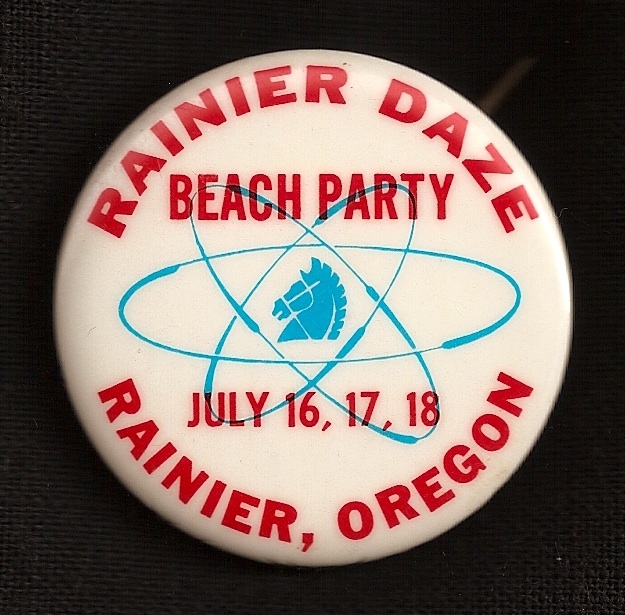 RAINIER DAZE
BEACH PARTY
JULY 16, 17, 18
RAINIER, OREGON